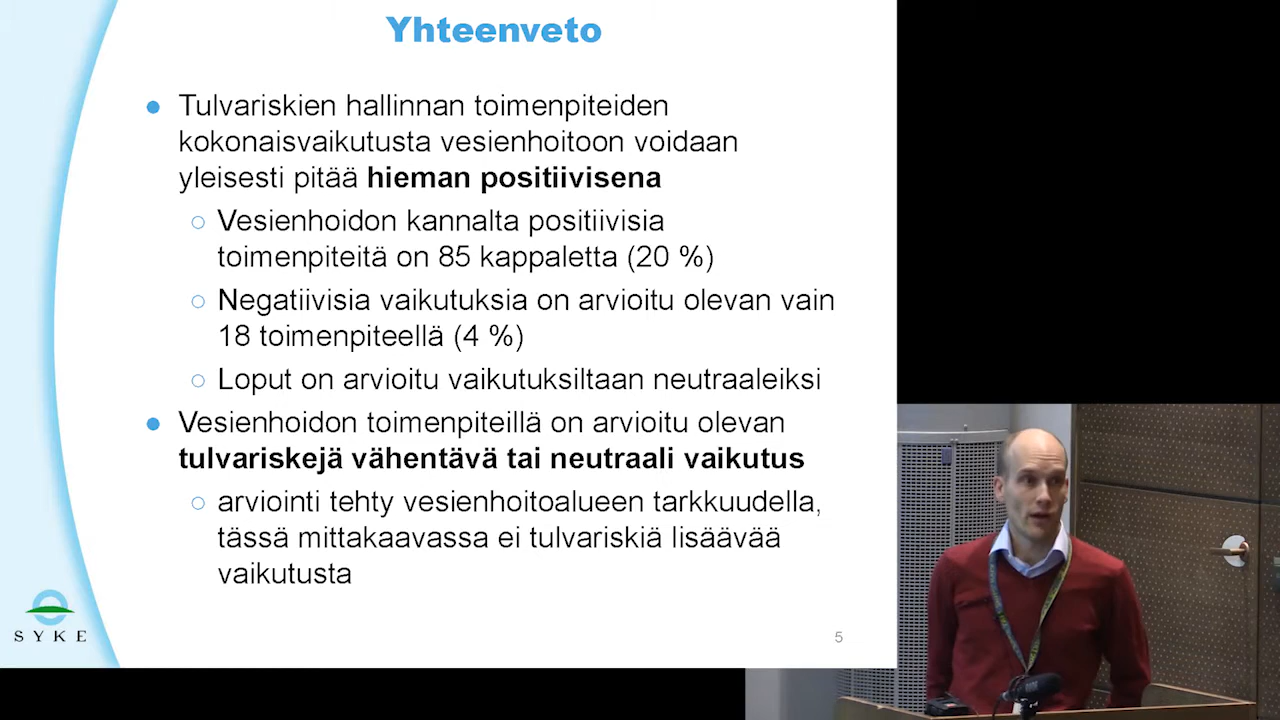 Yhteenveto
Tulvariskien hallinnan toimenpiteiden
kokonaisvaikutusta vesienhoitoon voidaan
yleisesti pitää hieman positiivisena
Vesienhoidon kannalta positiivisia
toimenpiteitä on 85 kappaletta (20 %)
Negatiivisia vaikutuksia on arvioitu olevan vain
18 toimenpiteellä (4 %)
Loput on arvioitu vaikutuksiltaan neutraaleiksi
Vesienhoidon toimenpiteillä on arvioitu olevan
tulvariskejä vähentävä tai neutraali vaikutus
arviointi tehty vesienhoitoalueen tarkkuudella,
tässä mittakaavassa ei tulvariskiä lisäävää
vaikutusta
SYKE
5